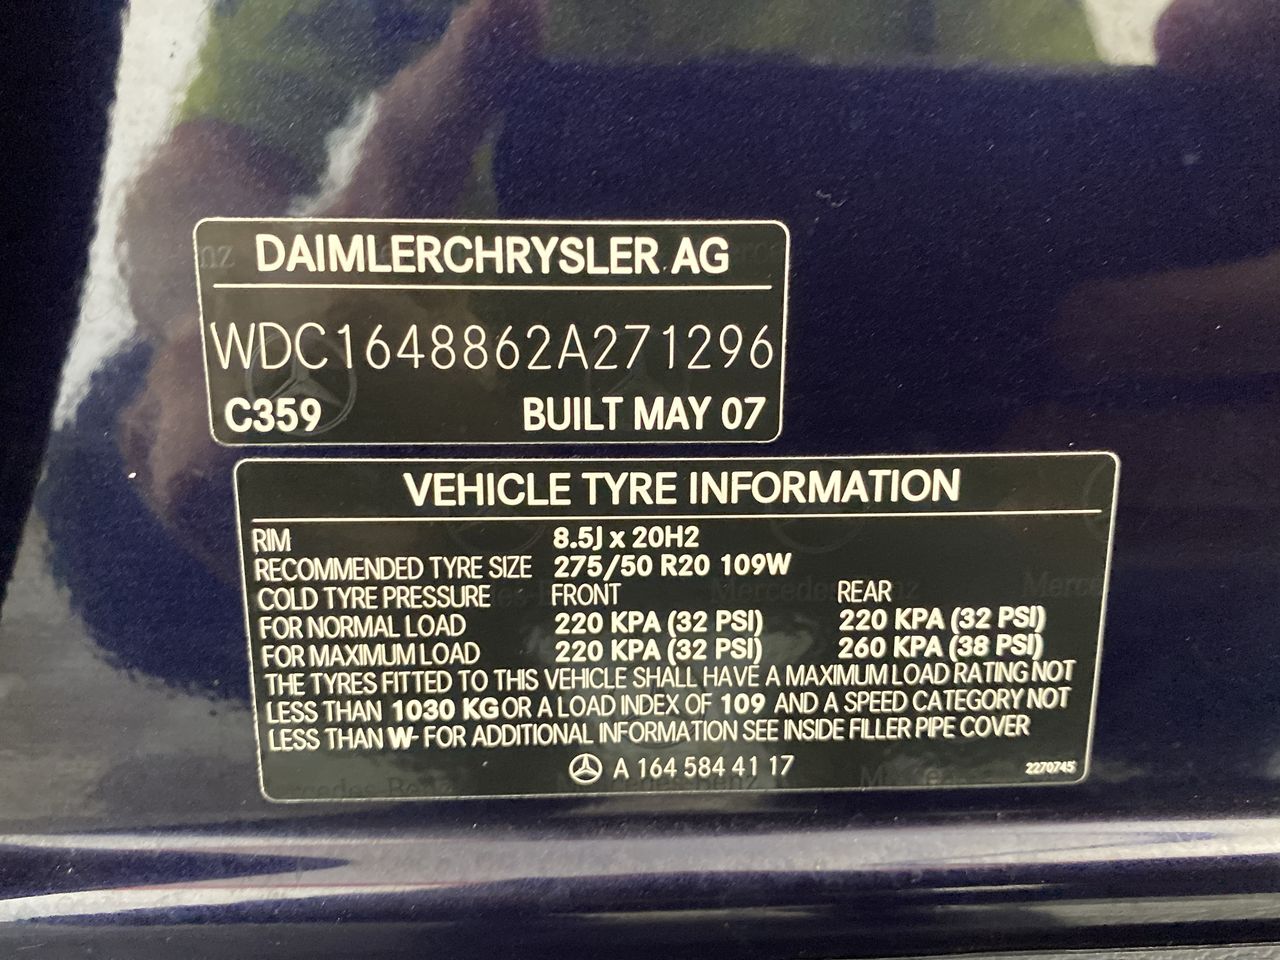 DAIMLERCHRYSLER AG
WDC1648862A271296
C359 BUILT MAY 07
VEHICLE TYRE INFORMATION
RIM 8.5J x 20H2
RECOMMENDED TYRE SIZE 275/50 R20 109W
COLD TYRE PRESSURE FRONT REAR
FOR NORMAL LOAD 220 KPA (32 PSI) 220 KPA (32 PSI)
FOR MAXIMUM LOAD 220 KPA (32 PSI) 260 KPA (38 PSI)
THE TYRES FITTED TO THIS VEHICLE SHALL HAVE A MAXIMUM LOAD RATING NOT
LESS THAN 1030 KG OR A LOAD INDEX OF 109 AND A SPEED CATEGORY NOT
LESS THAN W- FOR ADDITIONAL INFORMATION SEE INSIDE FILLER PIPE COVER
A 164 584 41 17 2270745